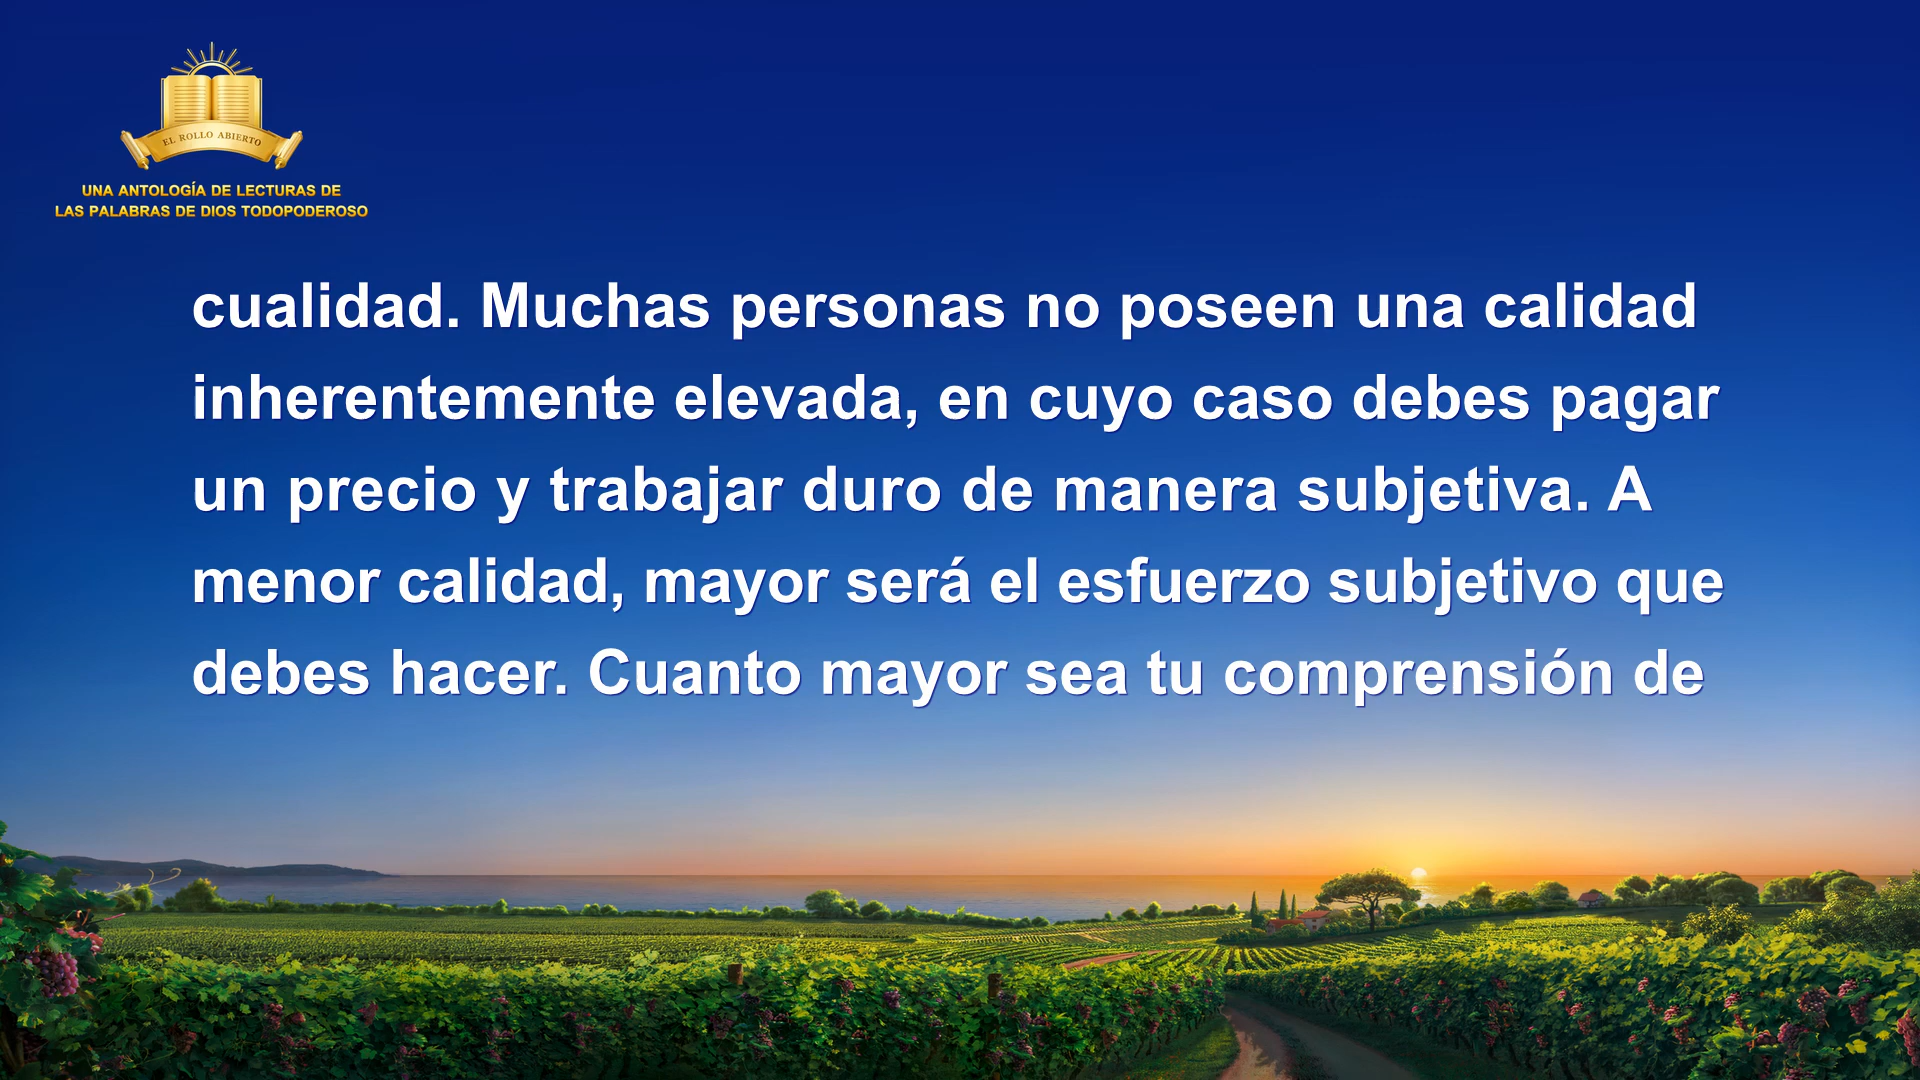 EL ROLLO ABIERTO
UNA ANTOLOGÍA DE LECTURAS DE
LAS PALABRAS DE DIOS TODOPODEROSO
cualidad. Muchas personas no poseen una calidad
inherentemente elevada, en cuyo caso debes pagar
un precio y trabajar duro de manera subjetiva. A
menor calidad, mayor será el esfuerzo subjetivo que
debes hacer. Cuanto mayor sea tu comprensión de